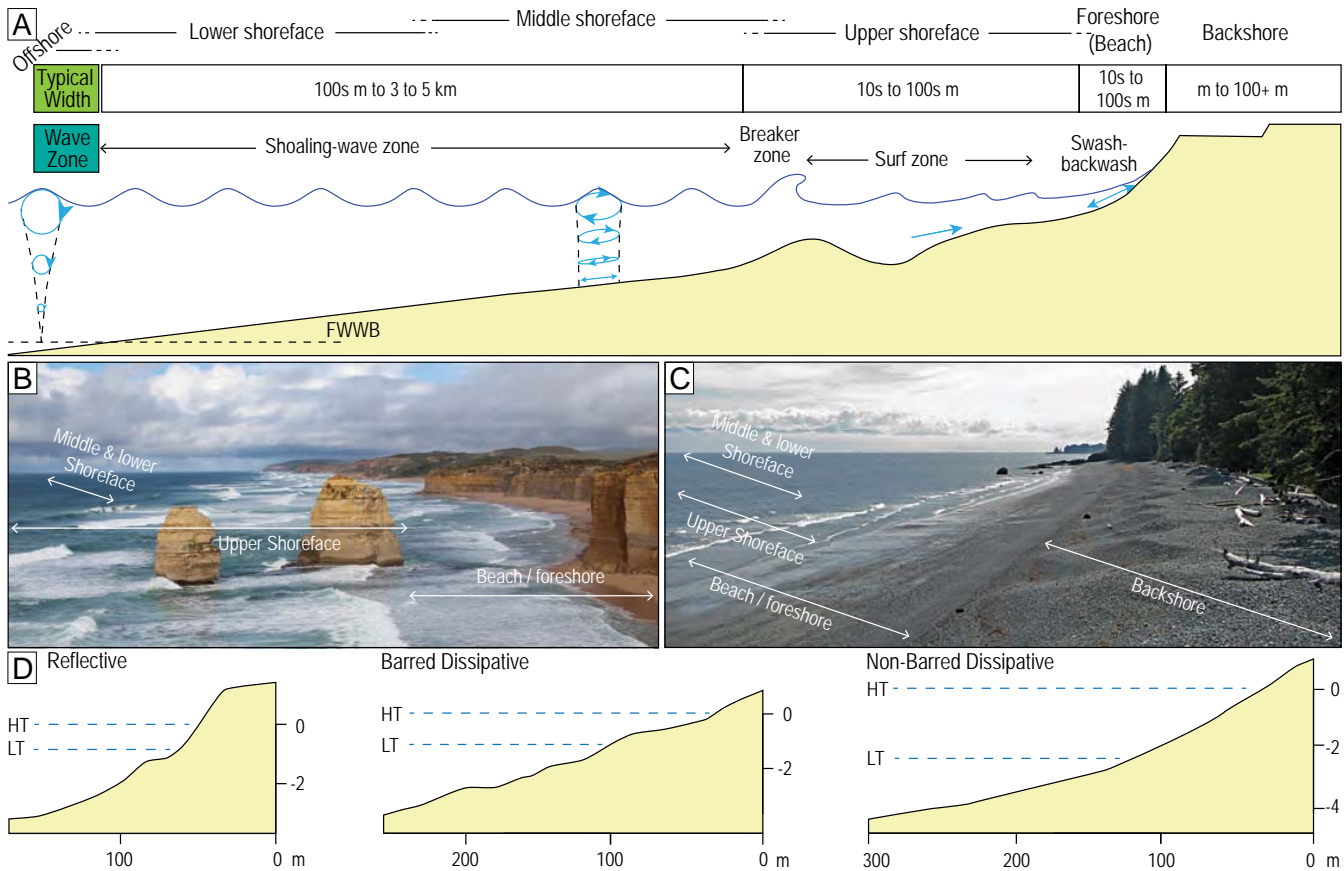 A
Offshore
Lower shoreface
Middle shoreface
Upper shoreface
Foreshore
(Beach)
Backshore
Typical
Width
100s m to 3 to 5 km
10s to 100s m
10s to
100s m
m to 100+ m
Wave
Zone
Shoaling-wave zone
Breaker
zone
Surf zone
Swash-
backwash
FWWB
B
Middle & lower
Shoreface
Upper Shoreface
Beach / foreshore
C
Middle & lower
Shoreface
Upper Shoreface
Beach / foreshore
Backshore
D
Reflective
HT
LT
0
-2
100
0 m
Barred Dissipative
HT
LT
0
-2
200
100
0 m
Non-Barred Dissipative
HT
LT
0
-2
-4
300
200
100
0 m